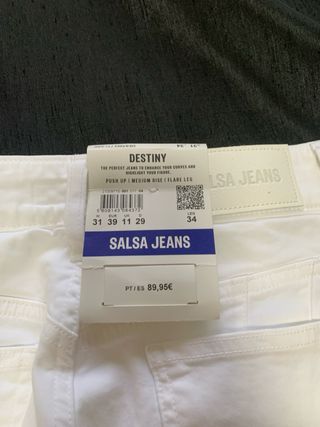 DESTINY
THE PERFECT JEANS TO ENHANCE YOUR CURVES AND
HIGHLIGHT YOUR FIGURE.
PUSH UP | MEDIUM RISE | FLARE LEG
31 39 11 29
LEG
34
SALSA JEANS
PT/ES 89,95€
LSA JEANS